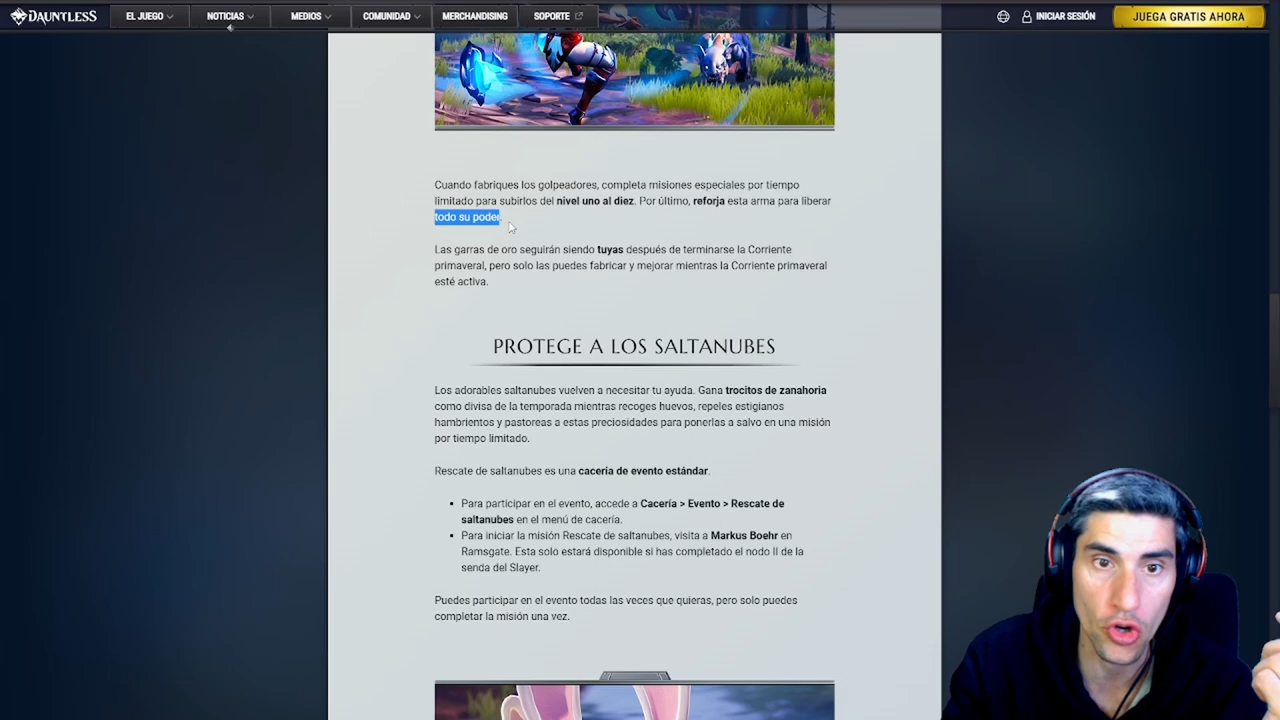 DAUNTLESS EL JUEGO NOTICIAS MEDIOS COMUNIDAD MERCHANDISING SOPORTE INICIAR SESIÓN JUEGA GRATIS AHORA
Cuando fabriques los golpeadores, completa misiones especiales por tiempo
limitado para subirlos del nivel uno al diez. Por último, reforja esta arma para liberar
todo su poder
Las garras de oro seguirán siendo tuyas después de terminarse la Corriente
primaveral, pero solo las puedes fabricar y mejorar mientras la Corriente primaveral
esté activa.
PROTEGE A LOS SALTANUBES
Los adorables saltanubes vuelven a necesitar tu ayuda. Gana trocitos de zanahoria
como divisa de la temporada mientras recoges huevos, repeles estigianos
hambrientos y pastoreas a estas preciosidades para ponerlas a salvo en una misión
por tiempo limitado.
Rescate de saltanubes es una cacería de evento estándar.
• Para participar en el evento, accede a Cacería > Evento > Rescate de
saltanubes en el menú de cacería.
• Para iniciar la misión Rescate de saltanubes, visita a Markus Boehr en
Ramsgate. Esta solo estará disponible si has completado el nodo II de la
senda del Slayer.
Puedes participar en el evento todas las veces que quieras, pero solo puedes
completar la misión una vez.